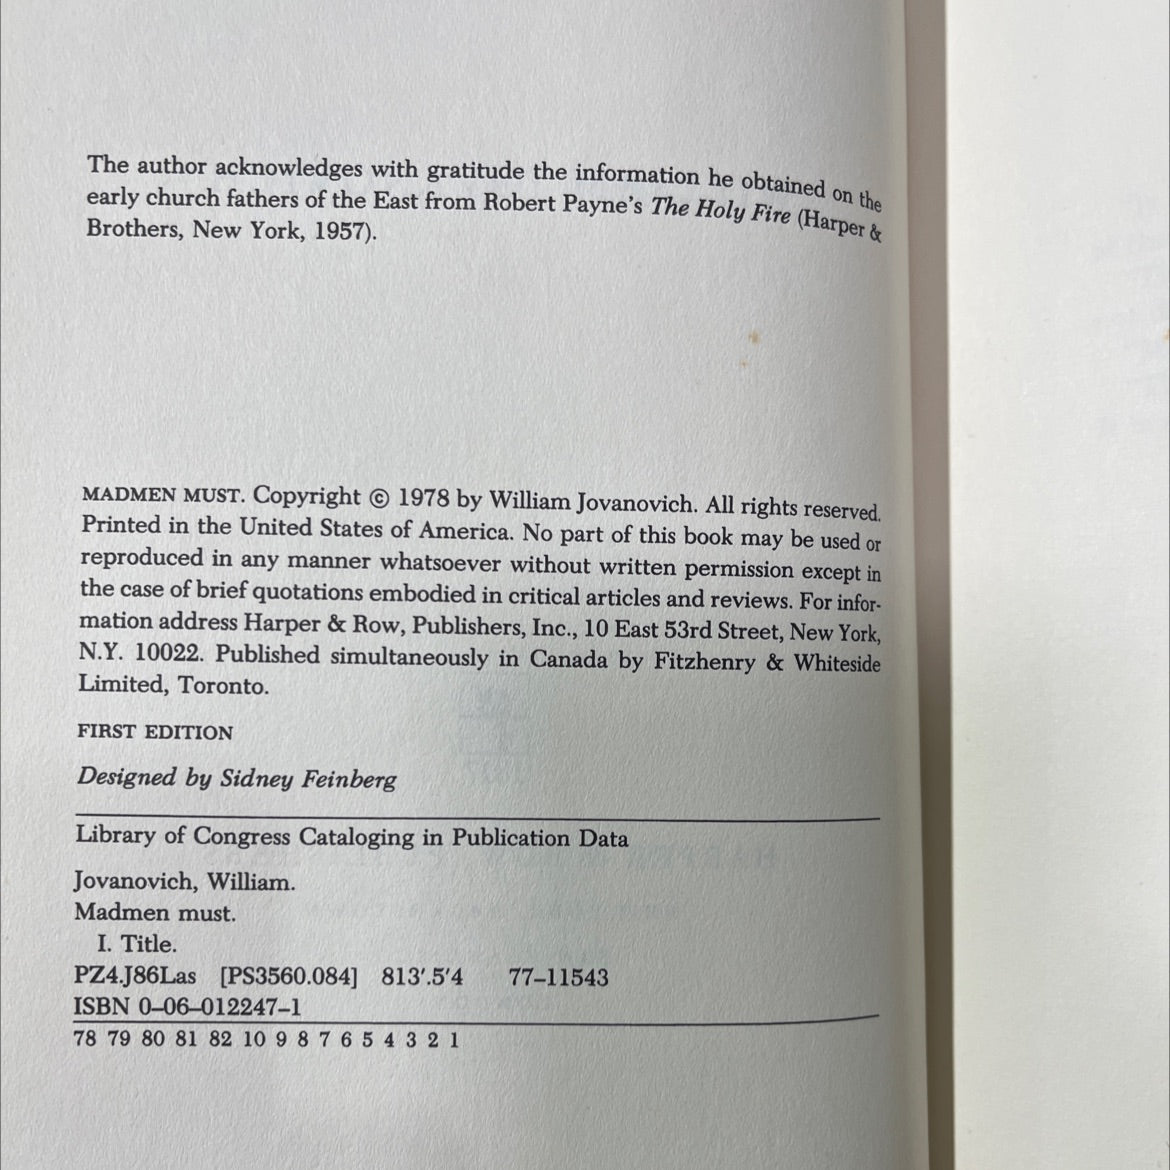 The author acknowledges with gratitude the information he obtained on the
early church fathers of the East from Robert Payne's The Holy Fire (Harper &
Brothers, New York, 1957).
MADMEN MUST. Copyright © 1978 by William Jovanovich. All rights reserved.
Printed in the United States of America. No part of this book may be used or
reproduced in any manner whatsoever without written permission except in
the case of brief quotations embodied in critical articles and reviews. For infor-
mation address Harper & Row, Publishers, Inc., 10 East 53rd Street, New York,
N.Y. 10022. Published simultaneously in Canada by Fitzhenry & Whiteside
Limited, Toronto.
FIRST EDITION
Designed by Sidney Feinberg
Library of Congress Cataloging in Publication Data
Jovanovich, William.
Madmen must.
I. Title.
PZ4.J86Las [PS3560.084] 813'.5'4 77–11543
ISBN 0–06–012247–1
78 79 80 81 82 10 9 8 7 6 5 4 3 2 1